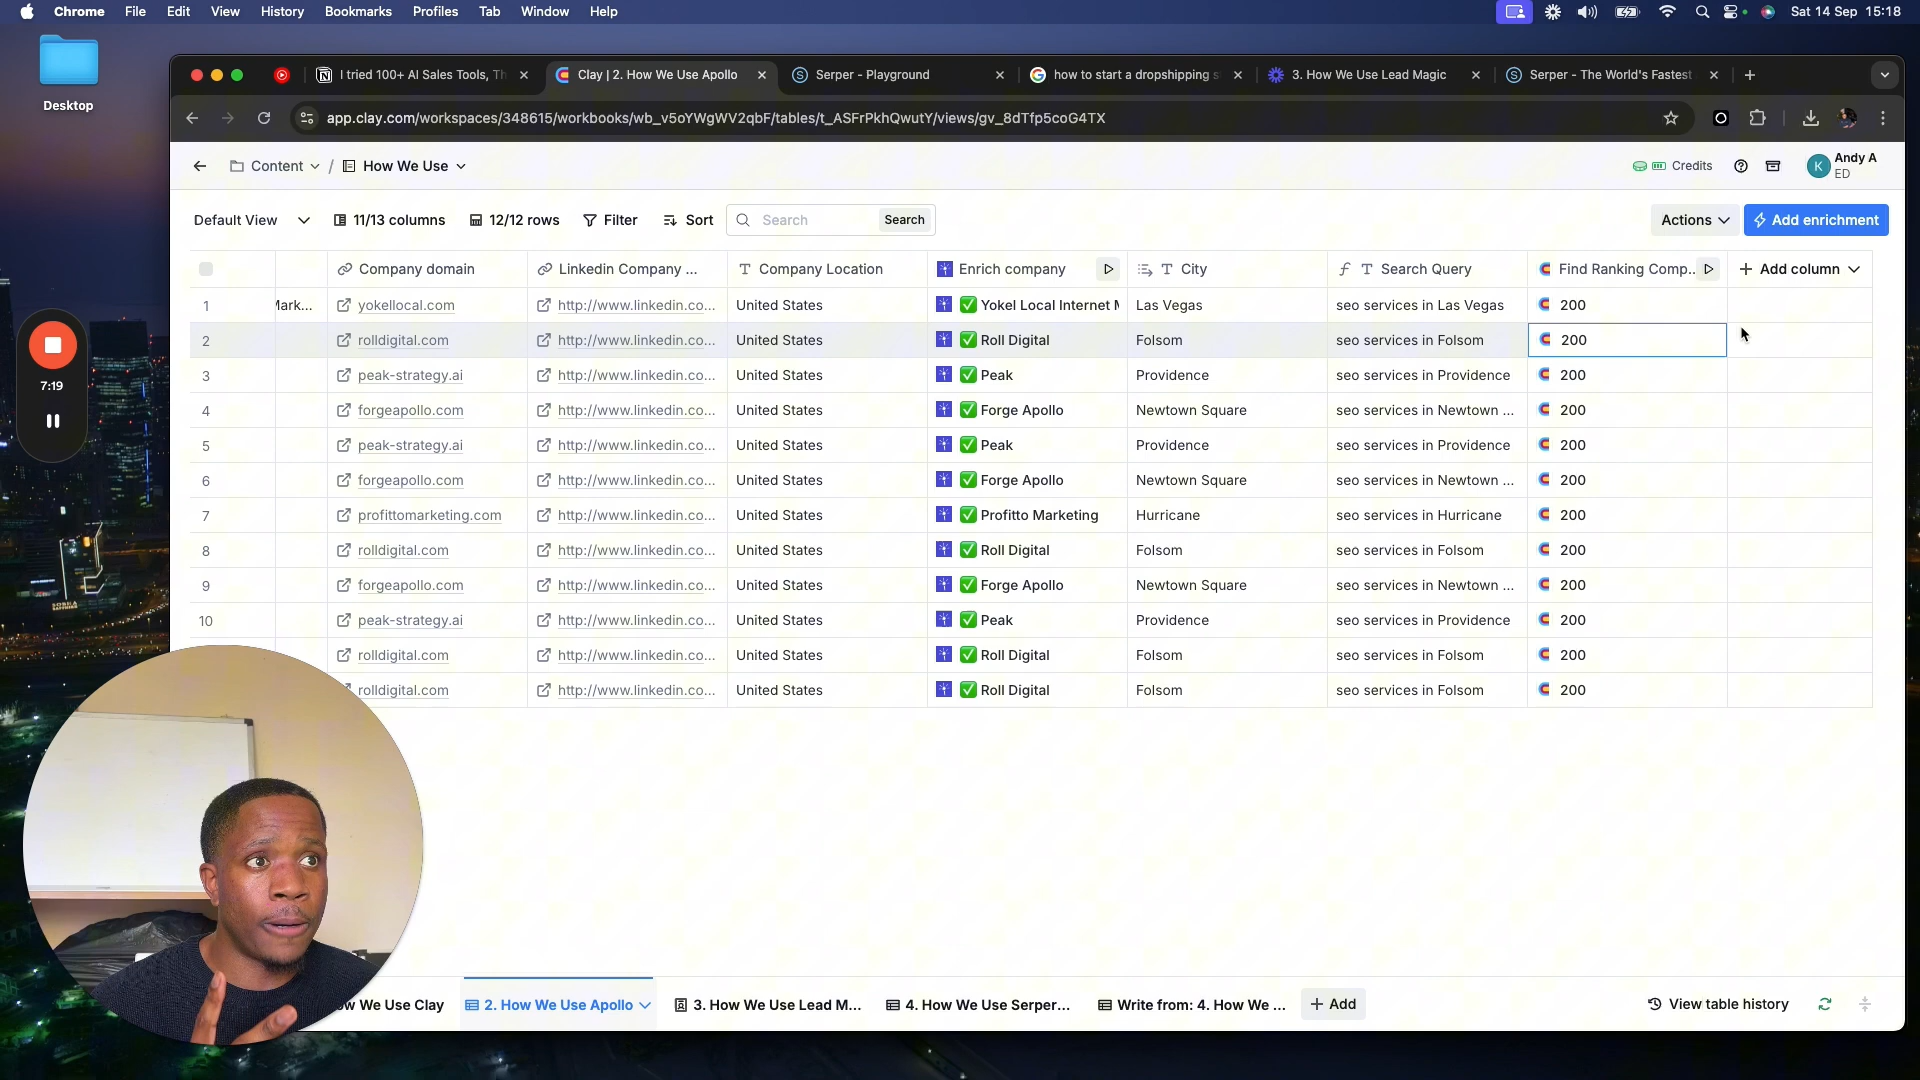 Chrome File Edit View History Bookmarks Profiles Tab Window Help Sat 14 Sep 15:18
Desktop
I tried 100+ AI Sales Tools, Th
Clay | 2. How We Use Apollo
Serper - Playground
how to start a dropshipping s
3. How We Use Lead Magic
Serper - The World's Fastest
app.clay.com/workspaces/348615/workbooks/wb_v5oYWgWV2qbF/tables/t_ASFrPkhQwutY/views/gv_8dTfp5coG4TX
Content / How We Use Credits K Andy A
ED
Default View 11/13 columns 12/12 rows Filter Sort Search Search Actions Add enrichment
Company domain Linkedin Company ... Company Location Enrich company City Search Query Find Ranking Comp... Add column
1 Mark... yokellocal.com http://www.linkedin.co... United States ✅ Yokel Local Internet M Las Vegas seo services in Las Vegas 200
2 rolldigital.com http://www.linkedin.co... United States ✅ Roll Digital Folsom seo services in Folsom 200
3 peak-strategy.ai http://www.linkedin.co... United States ✅ Peak Providence seo services in Providence 200
4 forgeapollo.com http://www.linkedin.co... United States ✅ Forge Apollo Newtown Square seo services in Newtown ... 200
5 peak-strategy.ai http://www.linkedin.co... United States ✅ Peak Providence seo services in Providence 200
6 forgeapollo.com http://www.linkedin.co... United States ✅ Forge Apollo Newtown Square seo services in Newtown ... 200
7 profittomarketing.com http://www.linkedin.co... United States ✅ Profitto Marketing Hurricane seo services in Hurricane 200
8 rolldigital.com http://www.linkedin.co... United States ✅ Roll Digital Folsom seo services in Folsom 200
9 forgeapollo.com http://www.linkedin.co... United States ✅ Forge Apollo Newtown Square seo services in Newtown ... 200
10 peak-strategy.ai http://www.linkedin.co... United States ✅ Peak Providence seo services in Providence 200
rolldigital.com http://www.linkedin.co... United States ✅ Roll Digital Folsom seo services in Folsom 200
rolldigital.com http://www.linkedin.co... United States ✅ Roll Digital Folsom seo services in Folsom 200
7:19
ow We Use Clay 2. How We Use Apollo 3. How We Use Lead M... 4. How We Use Serper... Write from: 4. How We ... + Add View table history